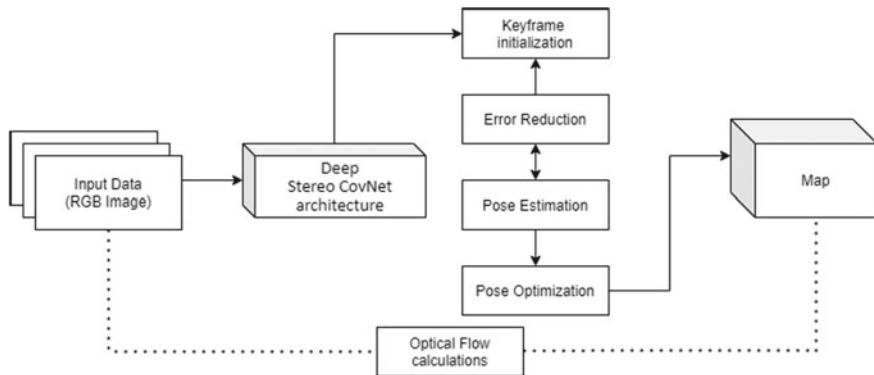 Keyframe
initialization
Error Reduction
Input Data
(RGB Image)
Deep
Stereo CovNet
architecture
Pose Estimation
Map
Pose Optimization
Optical Flow
calculations